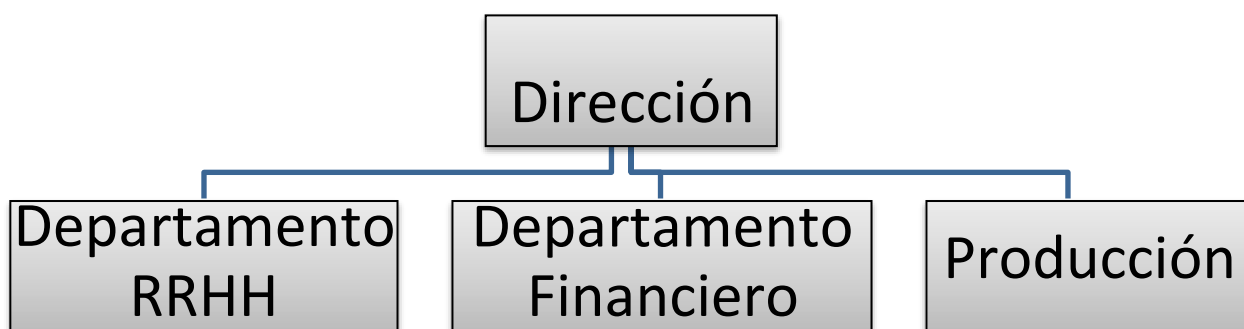 Dirección
Departamento
RRHH
Departamento
Financiero
Producción